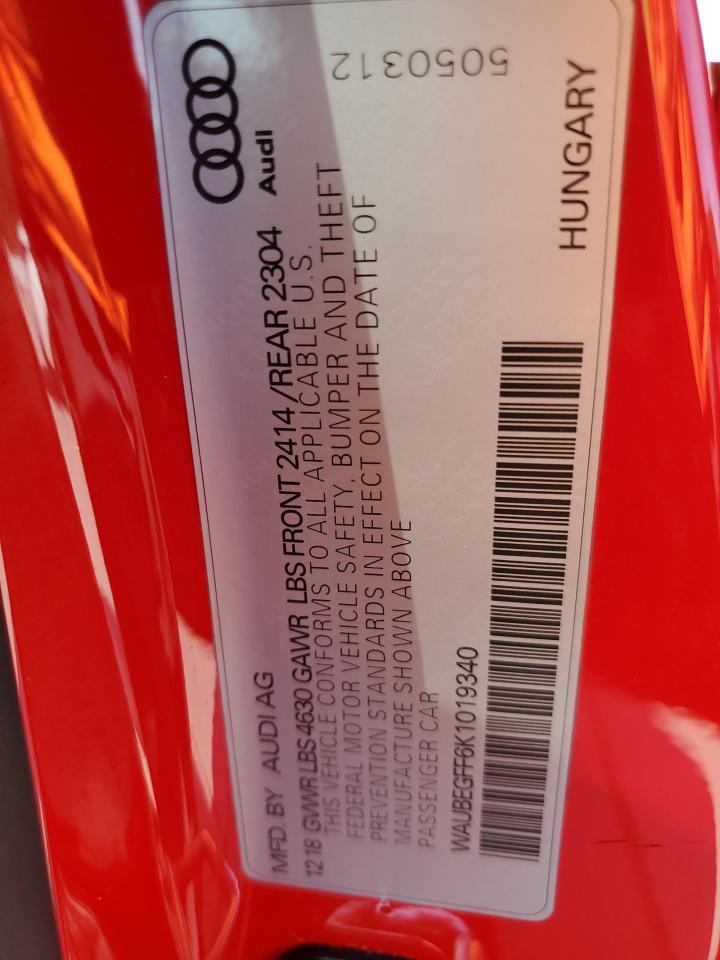 Audi
5050312
MFD. BY AUDI AG
12 18 GVWR LBS 4630 GAWR LBS FRONT 2414 /REAR 2304
THIS VEHICLE CONFORMS TO ALL APPLICABLE U.S.
FEDERAL MOTOR VEHICLE SAFETY, BUMPER AND THEFT
PREVENTION STANDARDS IN EFFECT ON THE DATE OF
MANUFACTURE SHOWN ABOVE
PASSENGER CAR
WAUBEGFF6K1019340
HUNGARY